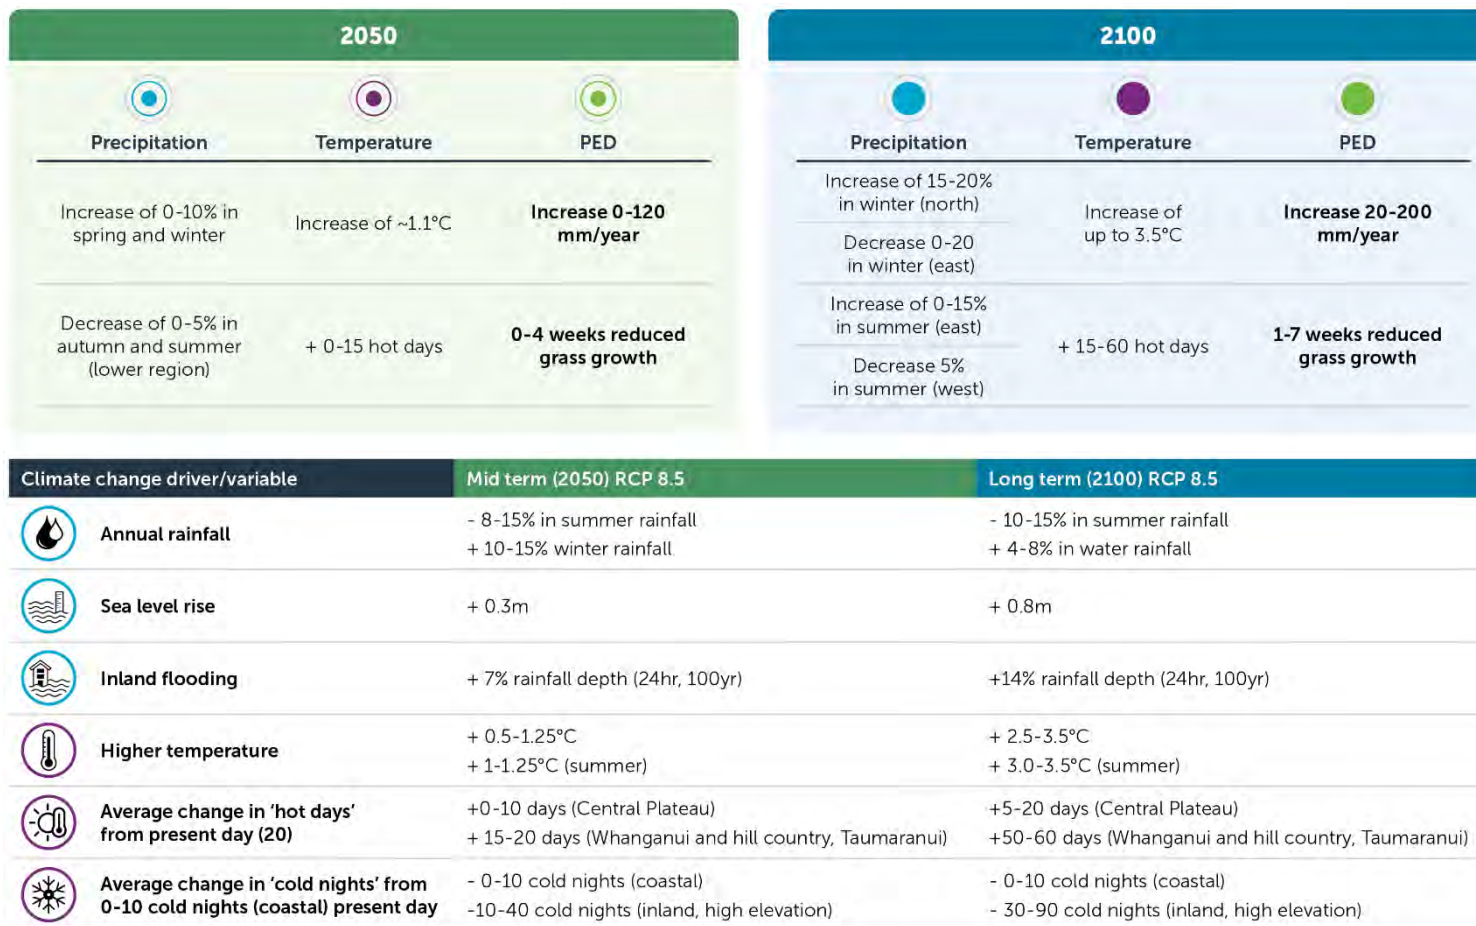 2050
Precipitation Temperature PED
Increase of 0-10% in
spring and winter
Increase of ~1.1°C
Increase 0-120
mm/year
Decrease of 0-5% in
autumn and summer
(lower region)
+ 0-15 hot days
0-4 weeks reduced
grass growth
2100
Precipitation Temperature PED
Increase of 15-20%
in winter (north)
Decrease 0-20
in winter (east)
Increase of
up to 3.5°C
Increase 20-200
mm/year
Increase of 0-15%
in summer (east)
Decrease 5%
in summer (west)
+ 15-60 hot days
1-7 weeks reduced
grass growth
Climate change driver/variable Mid term (2050) RCP 8.5 Long term (2100) RCP 8.5
Annual rainfall
- 8-15% in summer rainfall
+ 10-15% winter rainfall
- 10-15% in summer rainfall
+ 4-8% in water rainfall
Sea level rise
+ 0.3m
+ 0.8m
Inland flooding
+ 7% rainfall depth (24hr, 100yr)
+14% rainfall depth (24hr, 100yr)
Higher temperature
+ 0.5-1.25°C
+ 1-1.25°C (summer)
+ 2.5-3.5°C
+ 3.0-3.5°C (summer)
Average change in ‘hot days’
from present day (20)
+0-10 days (Central Plateau)
+ 15-20 days (Whanganui and hill country, Taumaranui)
+5-20 days (Central Plateau)
+50-60 days (Whanganui and hill country, Taumaranui)
Average change in ‘cold nights’ from
0-10 cold nights (coastal) present day
- 0-10 cold nights (coastal)
-10-40 cold nights (inland, high elevation)
- 0-10 cold nights (coastal)
- 30-90 cold nights (inland, high elevation)